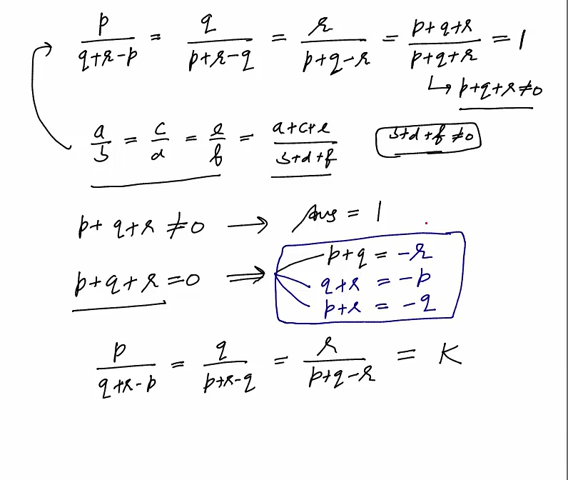 p/(q+r-p) = q/(p+r-q) = r/(p+q-r) = (p+q+r)/(p+q+r) = 1
↳ p+q+r≠0
a/b = c/d = e/f = (a+c+e)/(b+d+f) b+d+f≠0
p+q+r≠0 → Ans = 1
p+q+r=0 ⟹ p+q = -r
q+r = -p
p+r = -q
p/(q+r-p) = q/(p+r-q) = r/(p+q-r) = K